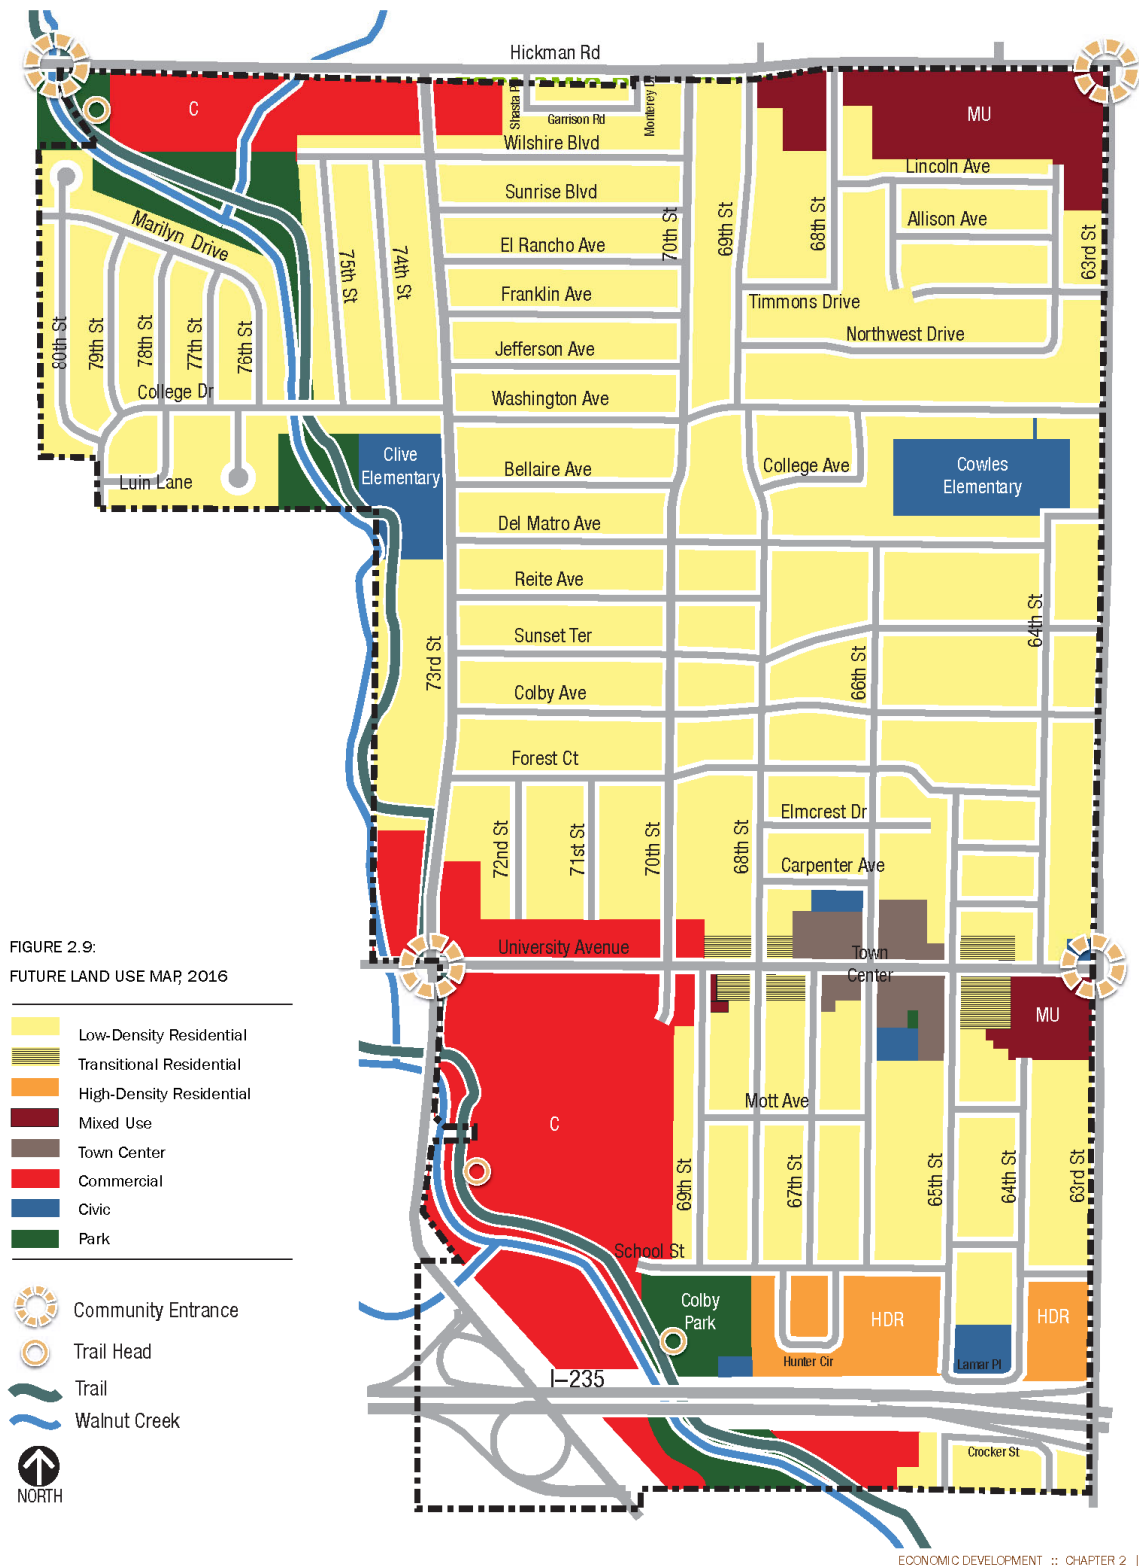 Hickman Rd
C
Shasta Pl
Garrison Rd
MU
Wilshire Blvd
Lincoln Ave
Sunrise Blvd
Allison Ave
Marilyn Drive
75th St
74th St
El Rancho Ave
70th St
69th St
68th St
63rd St
Franklin Ave
Timmons Drive
80th St
79th St
78th St
77th St
76th St
Jefferson Ave
Northwest Drive
College Dr
Washington Ave
Clive
Elementary
Bellaire Ave
College Ave
Cowles
Elementary
Luin Lane
Del Matro Ave
Reite Ave
64th St
Sunset Ter
73rd St
66th St
Colby Ave
Forest Ct
Elmcrest Dr
72nd St
71st St
70th St
68th St
Carpenter Ave
University Avenue
Town
Center
FIGURE 2.9:
FUTURE LAND USE MAP, 2016
Low-Density Residential
Transitional Residential
High-Density Residential
Mixed Use
Town Center
Commercial
Civic
Park
MU
C
Mott Ave
69th St
67th St
65th St
64th St
63rd St
School St
Colby
Park
HDR
HDR
Hunter Cir
Lamar Pl
I-235
Crocker St
Community Entrance
Trail Head
Trail
Walnut Creek
NORTH
ECONOMIC DEVELOPMENT :: CHAPTER 2 |